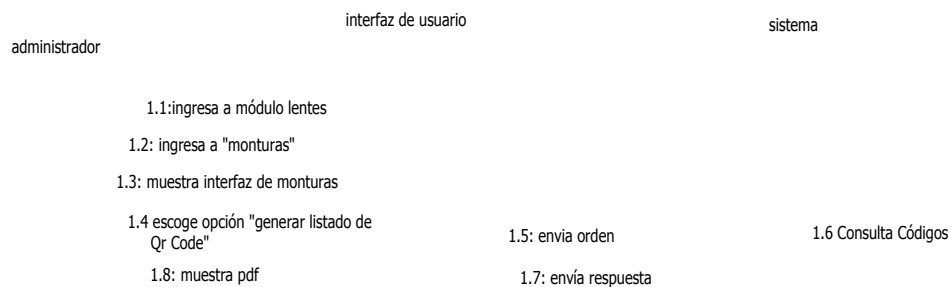 interfaz de usuario
sistema
administrador
1.1:ingresa a módulo lentes
1.2: ingresa a "monturas"
1.3: muestra interfaz de monturas
1.4 escoge opción "generar listado de
Qr Code"
1.5: envia orden
1.6 Consulta Códigos
1.8: muestra pdf
1.7: envía respuesta